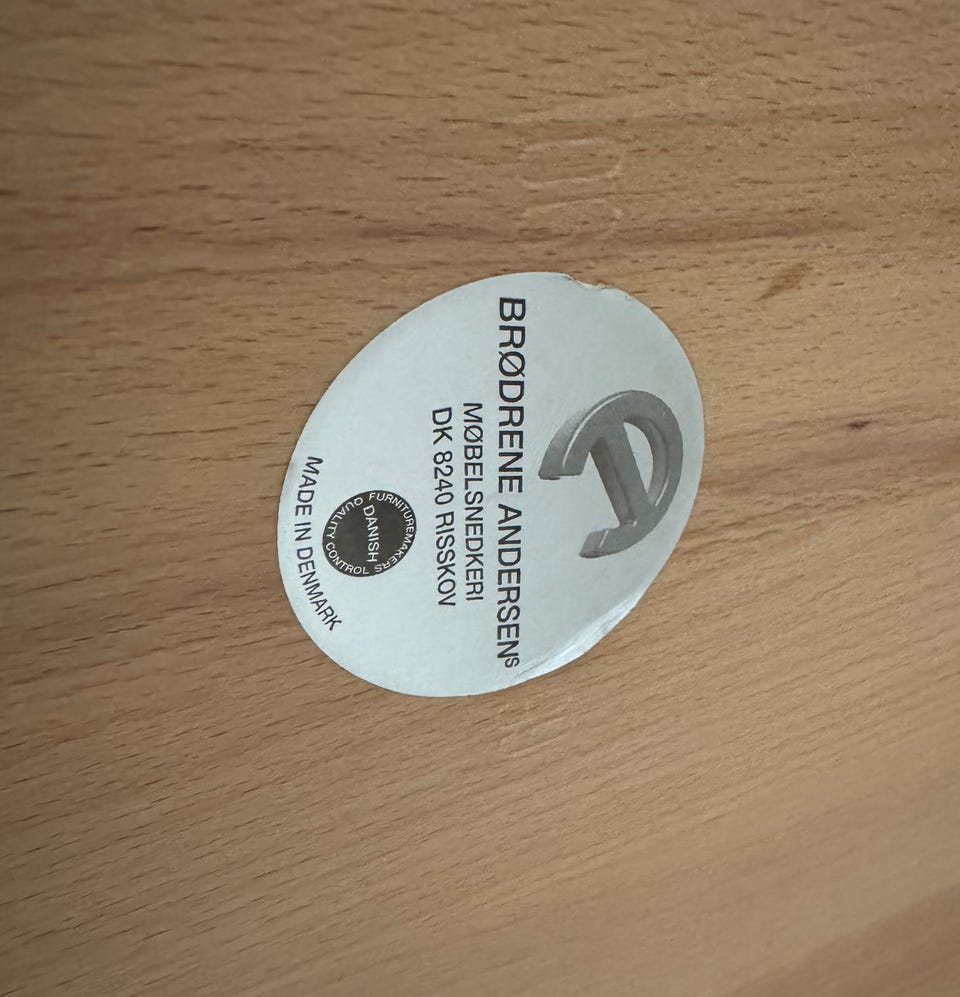 BRØDRENE ANDERSENS
MØBELSNEDKERI
DK 8240 RISSKOV
FURNITUREMAKERS
DANISH
QUALITY CONTROL
MADE IN DENMARK